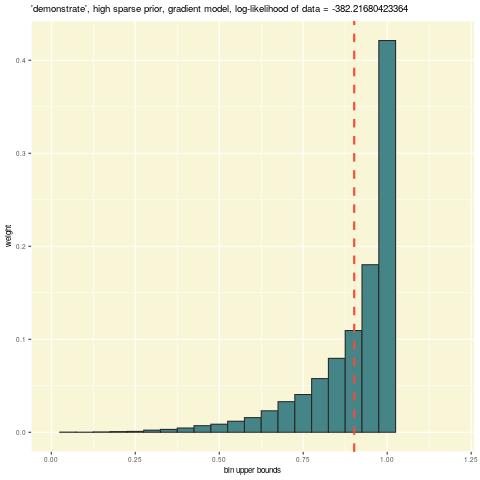 'demonstrate', high sparse prior, gradient model, log-likelihood of data = -382.21680423364
0.4
0.3
0.2
0.1
0.0
weight
0.00 0.25 0.50 0.75 1.00 1.25
bin upper bounds